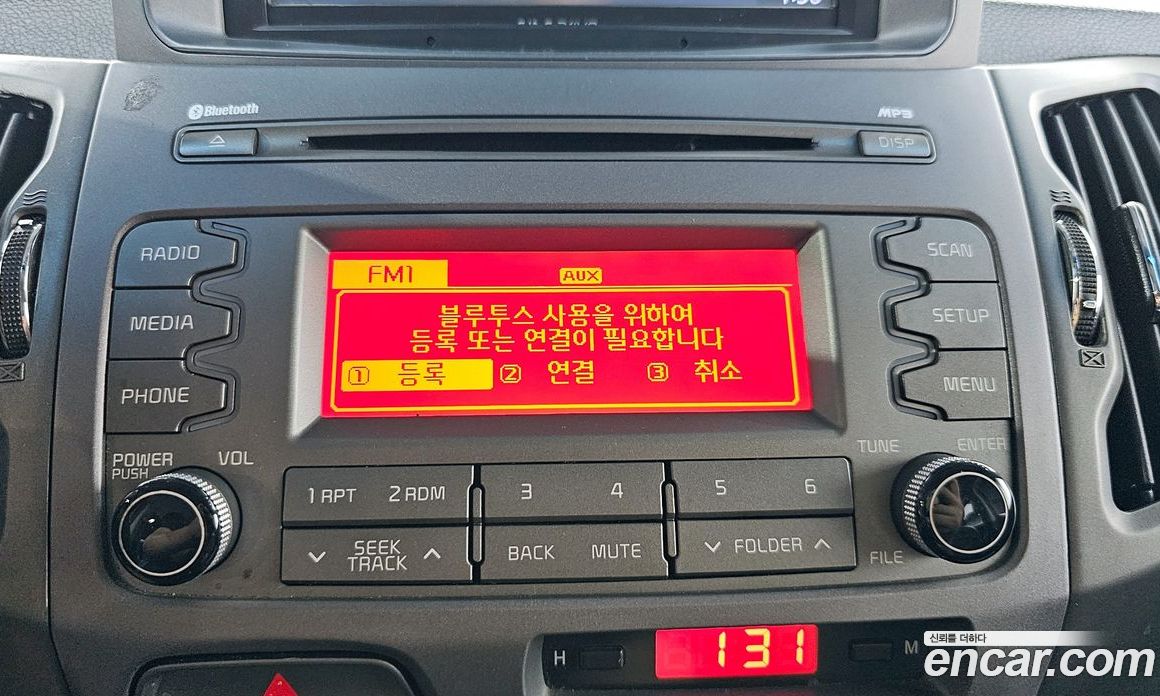 Bluetooth
MP3
DISP
RADIO
SCAN
FM1
AUX
블루투스 사용을 위하여
등록 또는 연결이 필요합니다
1 등록 2 연결 3 취소
MEDIA
SETUP
PHONE
MENU
POWER
PUSH
VOL
TUNE
ENTER
1 RPT 2 RDM 3 4 5 6
SEEK
TRACK
BACK MUTE
FOLDER
FILE
H 131 M
신뢰를 더하다
encar.com